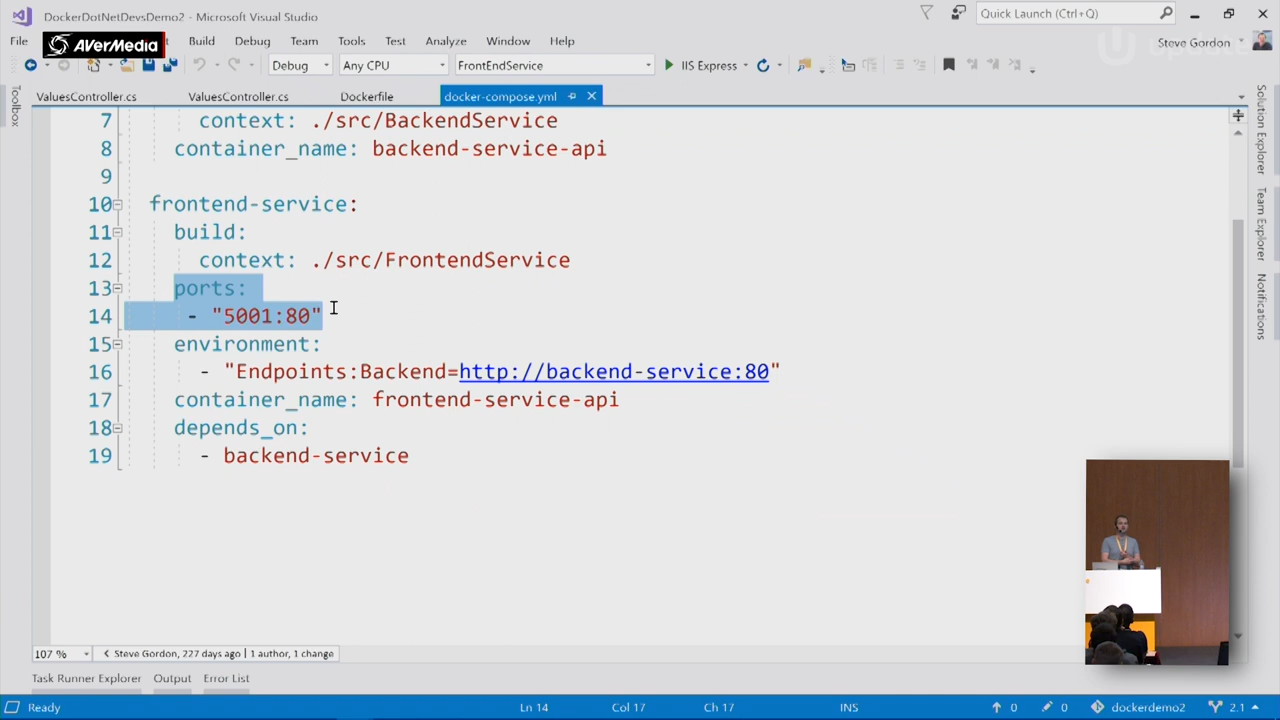 DockerDotNetDevsDemo2 - Microsoft Visual Studio
Quick Launch (Ctrl+Q)
File
AVerMedia
Build Debug Team Tools Test Analyze Window Help
Steve Gordon
Debug Any CPU FrontEndService IIS Express
ValuesController.cs ValuesController.cs Dockerfile docker-compose.yml
Toolbox
Solution Explorer
Team Explorer
Notifications
7 context: ./src/BackendService
8 container_name: backend-service-api
9
10 frontend-service:
11 build:
12 context: ./src/FrontendService
13 ports:
14 - "5001:80"
15 environment:
16 - "Endpoints:Backend=http://backend-service:80"
17 container_name: frontend-service-api
18 depends_on:
19 - backend-service
107 % Steve Gordon, 227 days ago | 1 author, 1 change
Task Runner Explorer Output Error List
Ready Ln 14 Col 17 Ch 17 INS 0 0 dockerdemo2 2.1